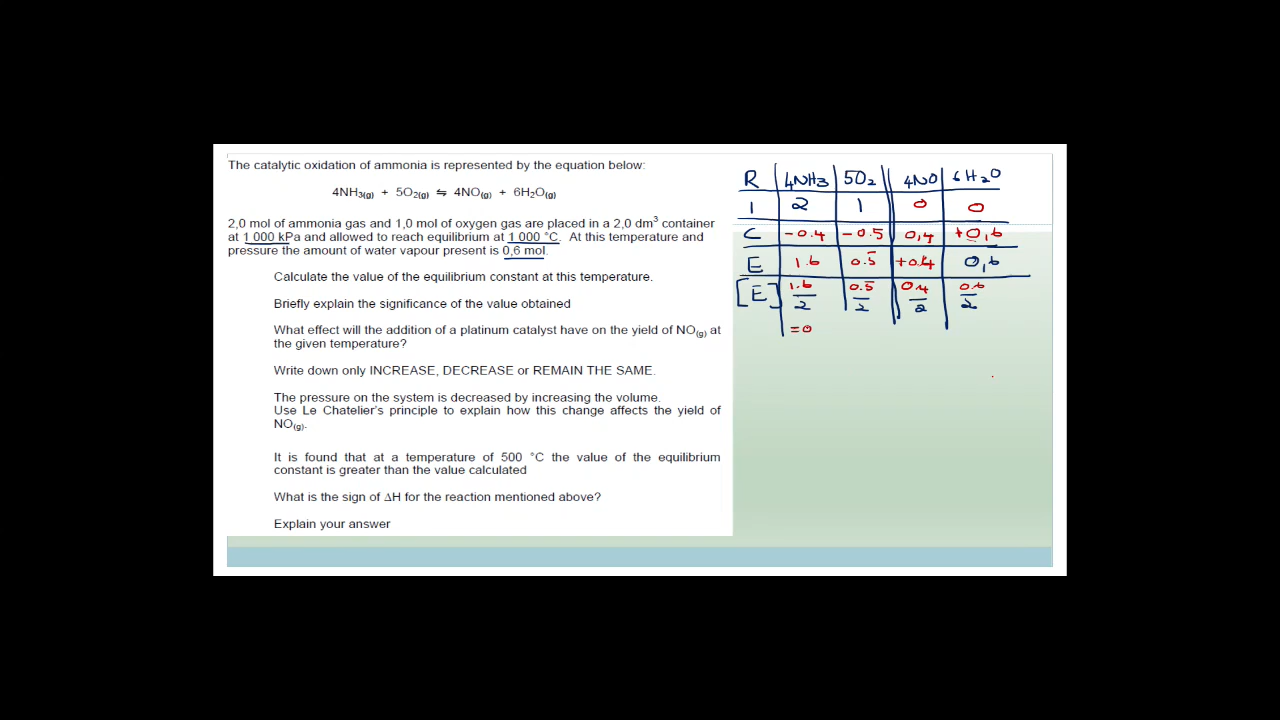 The catalytic oxidation of ammonia is represented by the equation below:
4NH3(g) + 5O2(g) ⇋ 4NO(g) + 6H2O(g)
2,0 mol of ammonia gas and 1,0 mol of oxygen gas are placed in a 2,0 dm³ container
at 1 000 kPa and allowed to reach equilibrium at 1 000 °C. At this temperature and
pressure the amount of water vapour present is 0,6 mol.
Calculate the value of the equilibrium constant at this temperature.
Briefly explain the significance of the value obtained
What effect will the addition of a platinum catalyst have on the yield of NO(g) at
the given temperature?
Write down only INCREASE, DECREASE or REMAIN THE SAME.
The pressure on the system is decreased by increasing the volume.
Use Le Chatelier's principle to explain how this change affects the yield of
NO(g).
It is found that at a temperature of 500 °C the value of the equilibrium
constant is greater than the value calculated
What is the sign of ΔH for the reaction mentioned above?
Explain your answer
R 4NH3 5O2 4NO 6H2O
I 2 1 0 0
C -0.4 -0.5 0,4 +0,6
E 1.6 0.5 +0.4 0,6
[E] 1.6/2 0.5/2 0.4/2 0.6/2
=0